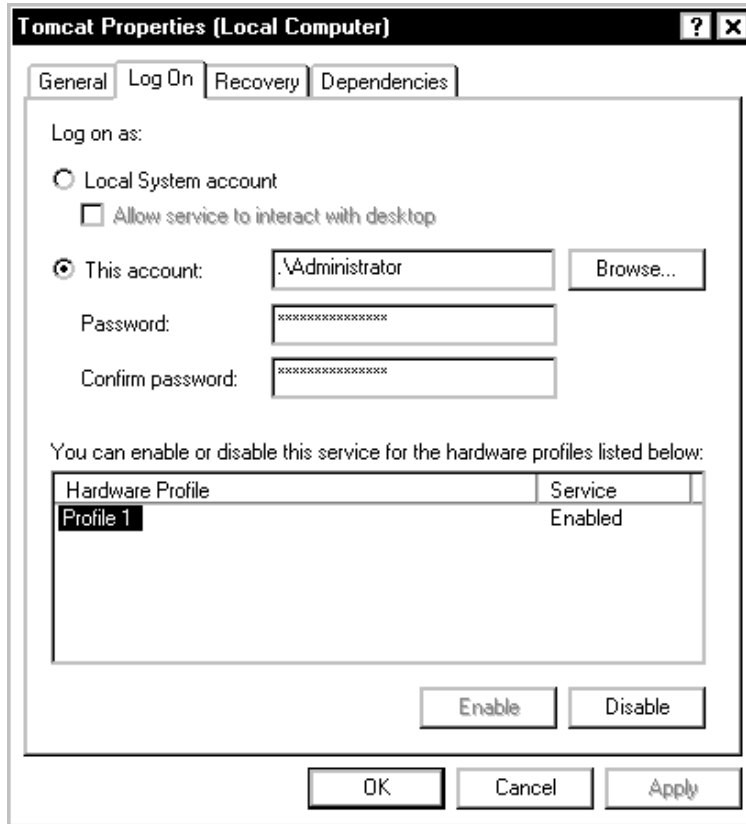 Tomcat Properties (Local Computer) ? X
General Log On Recovery Dependencies
Log on as:
Local System account
Allow service to interact with desktop
This account: .\Administrator Browse...
Password: ***************
Confirm password: ***************
You can enable or disable this service for the hardware profiles listed below:
Hardware Profile Service
Profile 1 Enabled
Enable Disable
OK Cancel Apply